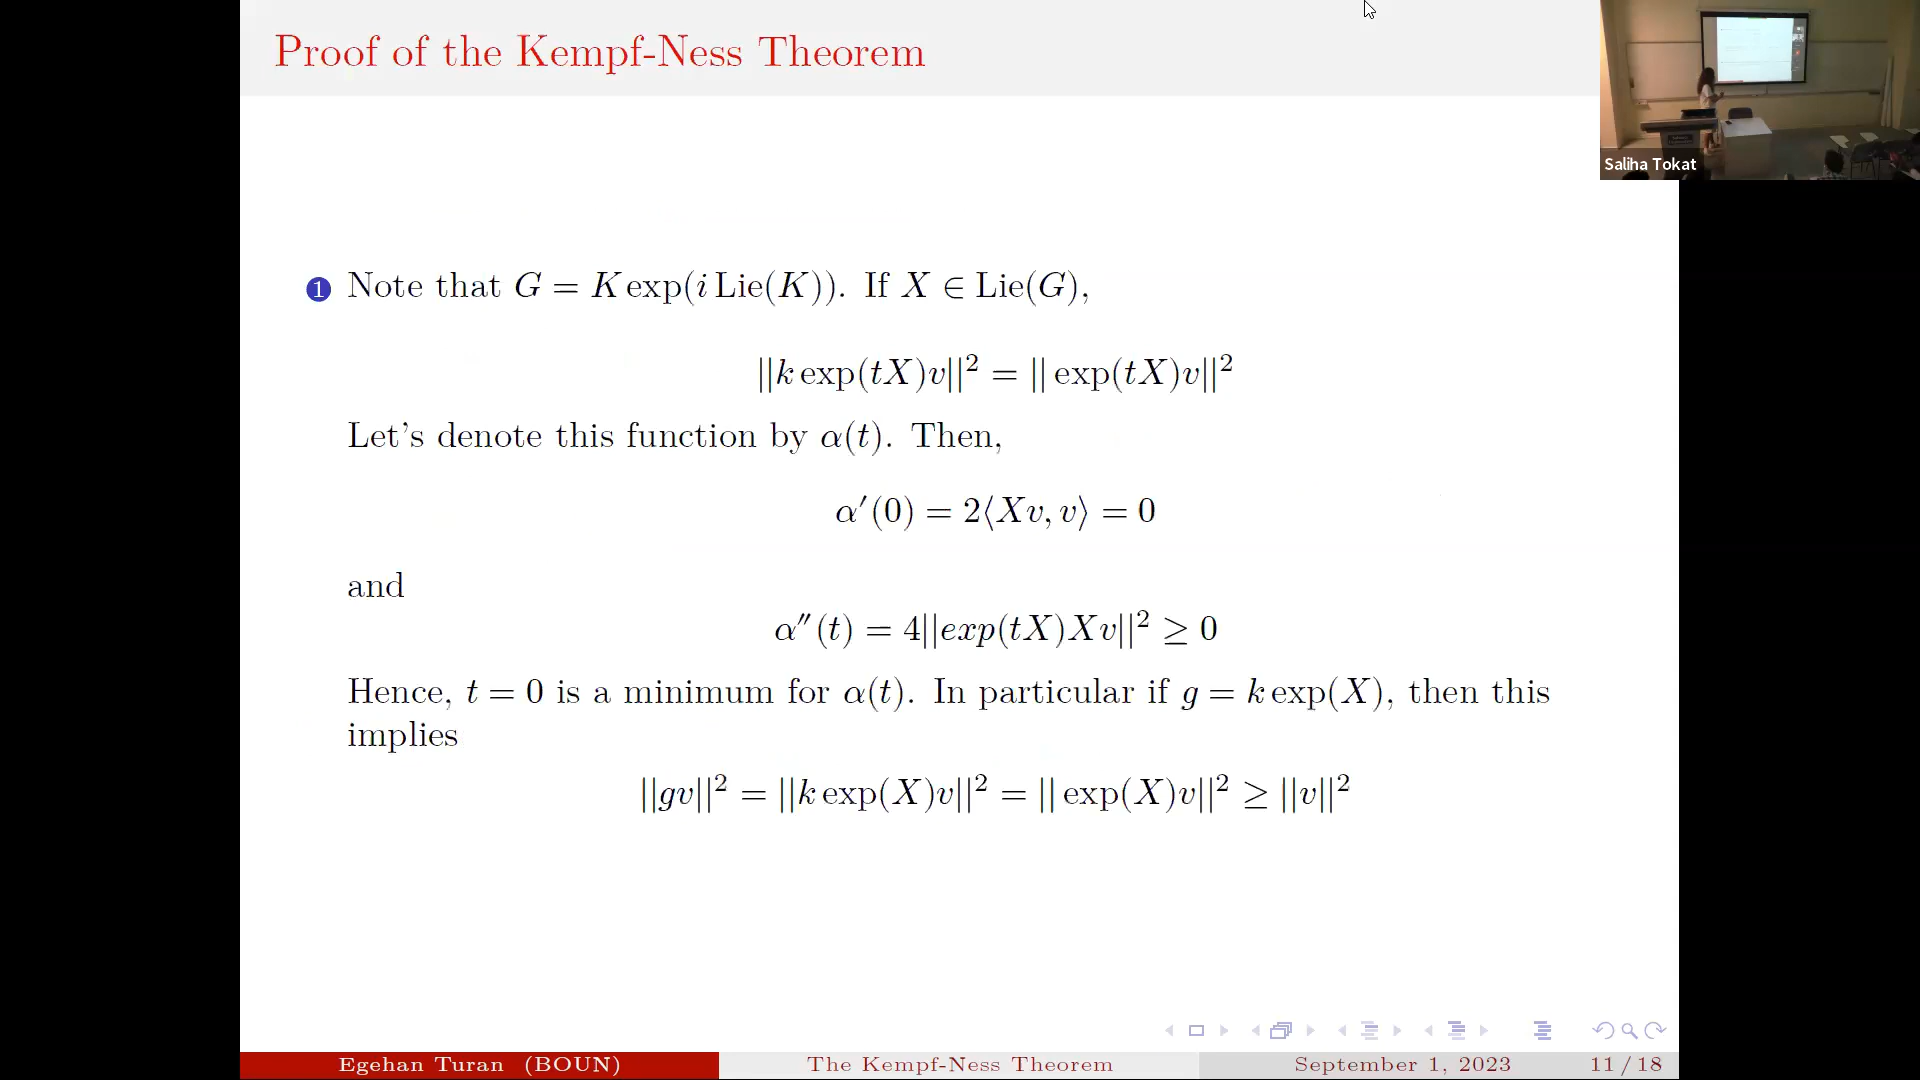 Proof of the Kempf-Ness Theorem
Saliha Tokat
1 Note that G = K exp(i Lie(K)). If X ∈ Lie(G),
||k exp(tX)v||² = || exp(tX)v||²
Let's denote this function by α(t). Then,
α′(0) = 2⟨Xv, v⟩ = 0
and
α″(t) = 4||exp(tX)Xv||² ≥ 0
Hence, t = 0 is a minimum for α(t). In particular if g = k exp(X), then this
implies
||gv||² = ||k exp(X)v||² = || exp(X)v||² ≥ ||v||²
Egehan Turan (BOUN) The Kempf-Ness Theorem September 1, 2023 11 / 18